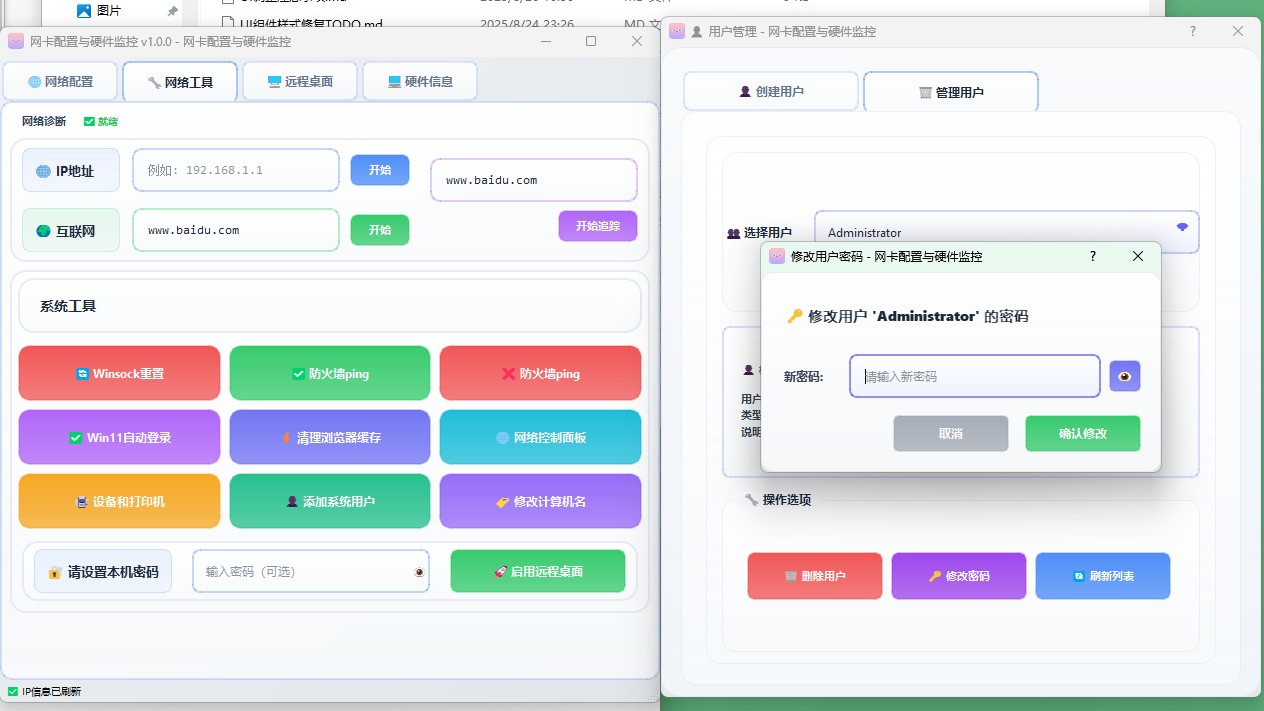 图片
UI组件样式修复TODO.md
2025/8/24 23:26
网卡配置与硬件监控 v1.0.0 - 网卡配置与硬件监控
网络配置
网络工具
远程桌面
硬件信息
网络诊断
就绪
IP地址
例如: 192.168.1.1
开始
www.baidu.com
互联网
www.baidu.com
开始
开始追踪
系统工具
Winsock重置
防火墙ping
防火墙ping
Win11自动登录
清理浏览器缓存
网络控制面板
设备和打印机
添加系统用户
修改计算机名
请设置本机密码
输入密码 (可选)
启用远程桌面
IP信息已刷新
用户管理 - 网卡配置与硬件监控
?
创建用户
管理用户
选择用户
Administrator
修改用户密码 - 网卡配置与硬件监控
?
修改用户 'Administrator' 的密码
新密码:
请输入新密码
取消
确认修改
用户
类型
说明
操作选项
删除用户
修改密码
刷新列表